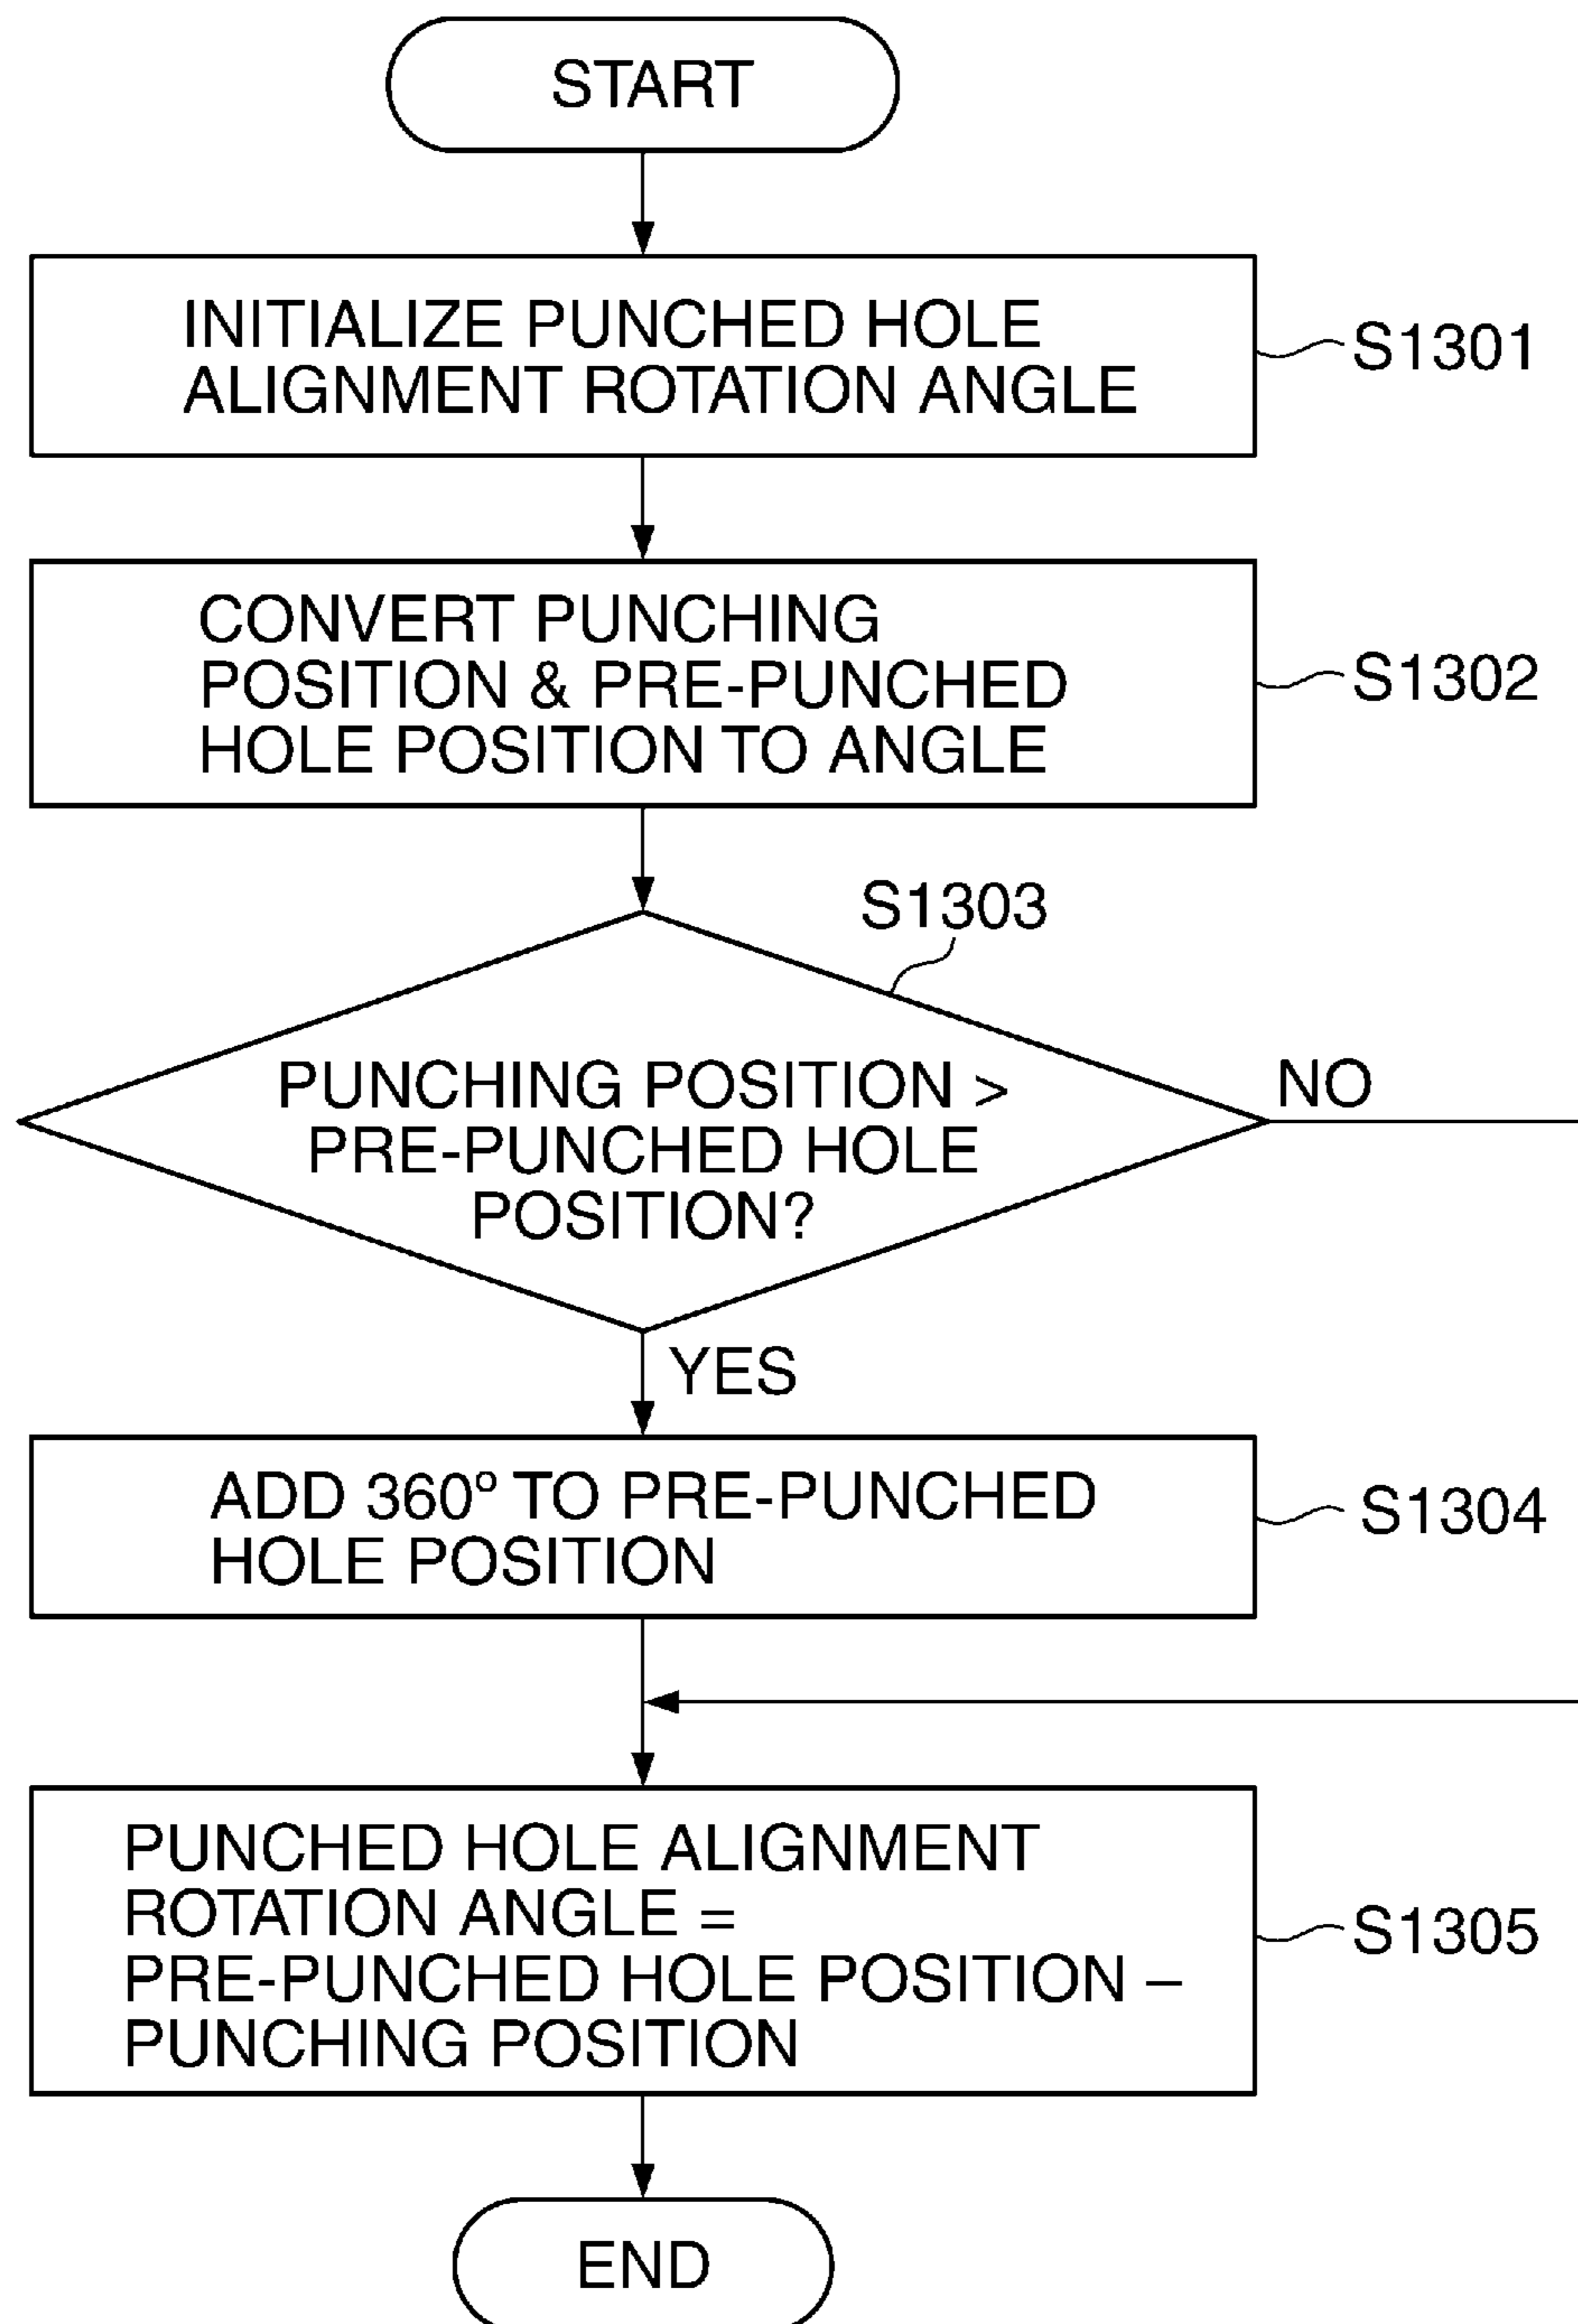 START
INITIALIZE PUNCHED HOLE
ALIGNMENT ROTATION ANGLE
S1301
CONVERT PUNCHING
POSITION & PRE-PUNCHED
HOLE POSITION TO ANGLE
S1302
S1303
PUNCHING POSITION >
PRE-PUNCHED HOLE
POSITION?
NO
YES
ADD 360° TO PRE-PUNCHED
HOLE POSITION
S1304
PUNCHED HOLE ALIGNMENT
ROTATION ANGLE =
PRE-PUNCHED HOLE POSITION –
PUNCHING POSITION
S1305
END